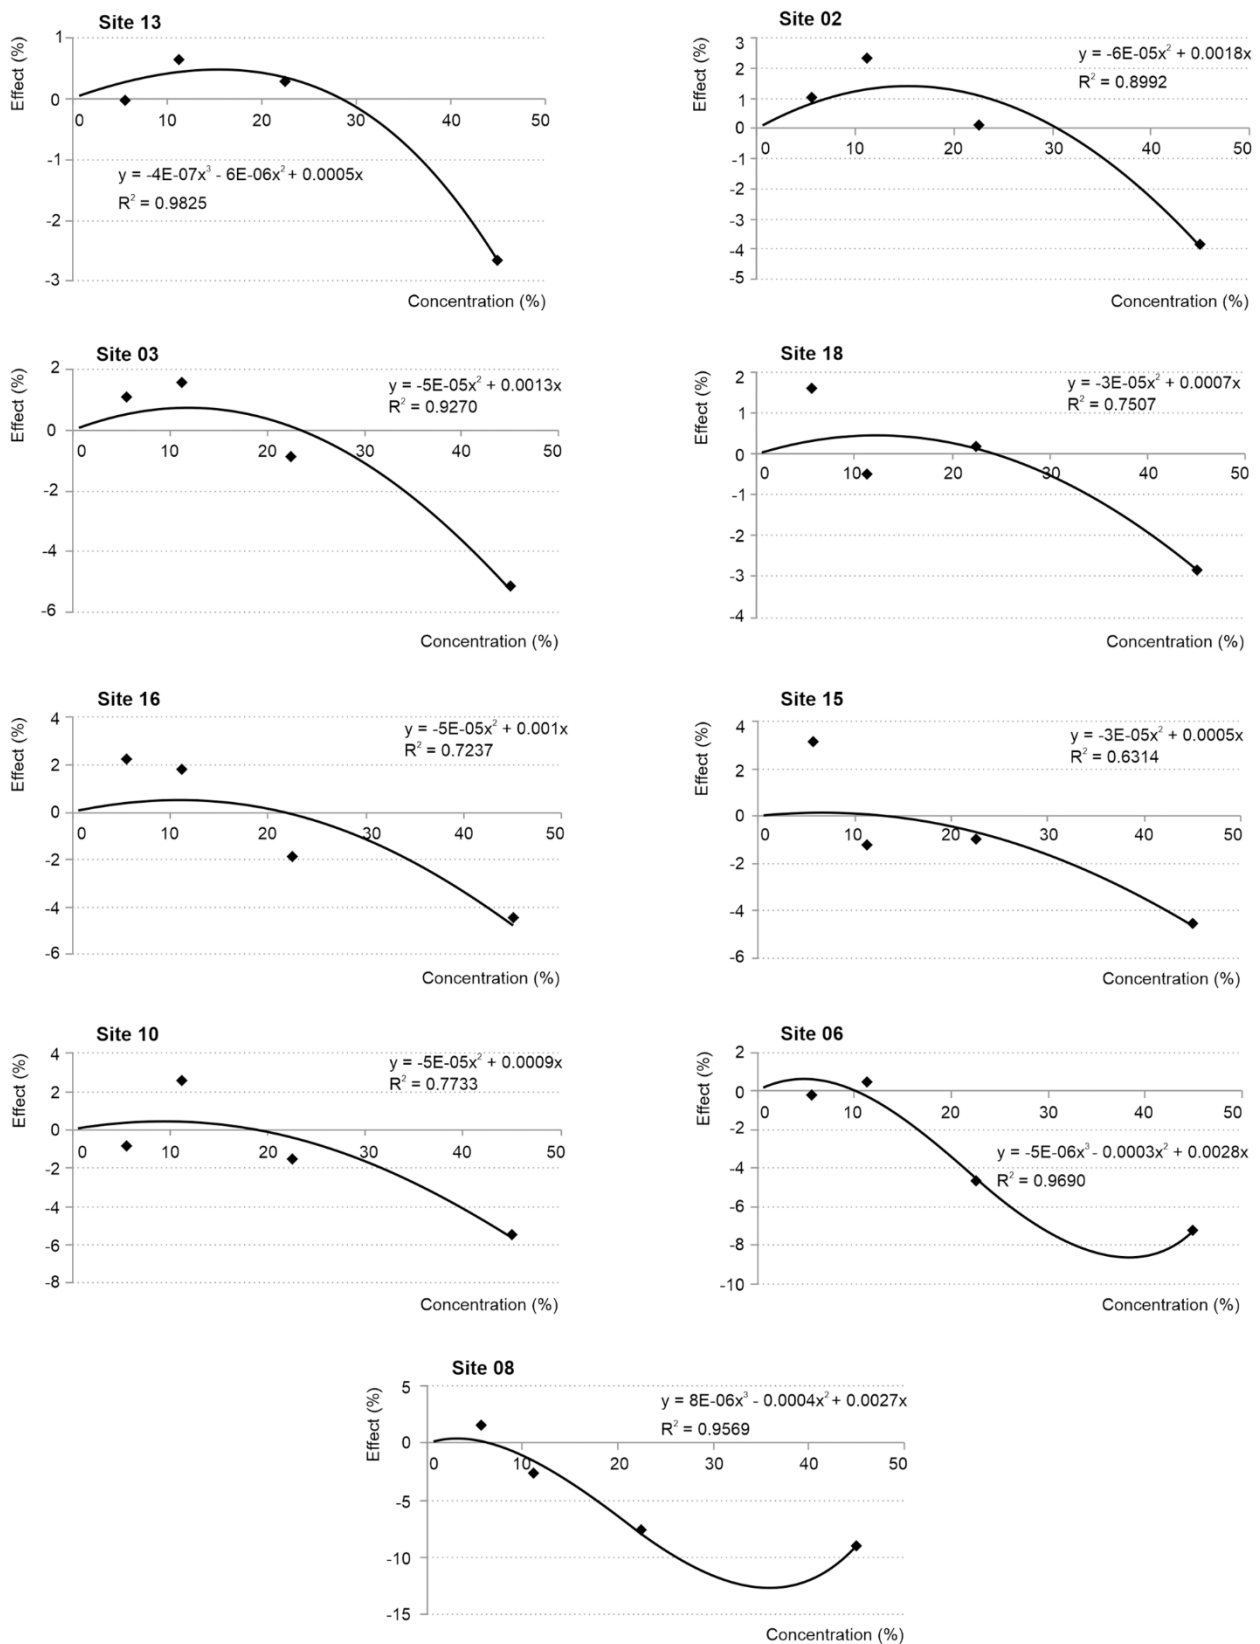 Site 13
Effect (%)
1
0
-1
-2
-3
0 10 20 30 40 50
y = -4E-07x³ - 6E-06x² + 0.0005x
R² = 0.9825
Concentration (%)
Site 02
Effect (%)
3
2
1
0
-1
-2
-3
-4
-5
0 10 20 30 40 50
y = -6E-05x² + 0.0018x
R² = 0.8992
Concentration (%)
Site 03
Effect (%)
2
0
-2
-4
-6
0 10 20 30 40 50
y = -5E-05x² + 0.0013x
R² = 0.9270
Concentration (%)
Site 18
Effect (%)
2
1
0
-1
-2
-3
-4
0 10 20 30 40 50
y = -3E-05x² + 0.0007x
R² = 0.7507
Concentration (%)
Site 16
Effect (%)
4
2
0
-2
-4
-6
0 10 20 30 40 50
y = -5E-05x² + 0.001x
R² = 0.7237
Concentration (%)
Site 15
Effect (%)
4
2
0
-2
-4
-6
0 10 20 30 40 50
y = -3E-05x² + 0.0005x
R² = 0.6314
Concentration (%)
Site 10
Effect (%)
4
2
0
-2
-4
-6
-8
0 10 20 30 40 50
y = -5E-05x² + 0.0009x
R² = 0.7733
Concentration (%)
Site 06
Effect (%)
2
0
-2
-4
-6
-8
-10
0 10 20 30 40 50
y = -5E-06x³ - 0.0003x² + 0.0028x
R² = 0.9690
Concentration (%)
Site 08
Effect (%)
5
0
-5
-10
-15
0 10 20 30 40 50
y = 8E-06x³ - 0.0004x² + 0.0027x
R² = 0.9569
Concentration (%)